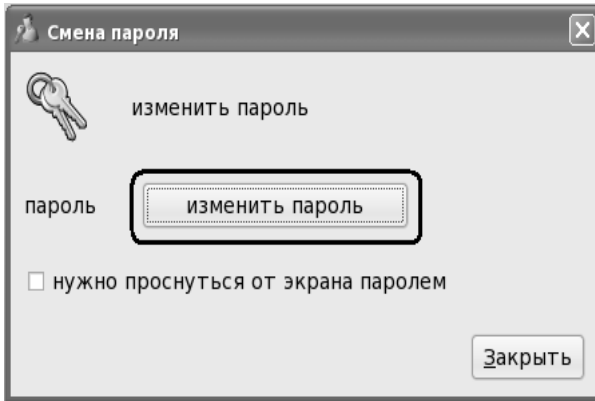 Смена пароля
изменить пароль
пароль изменить пароль
нужно проснуться от экрана паролем
Закрыть